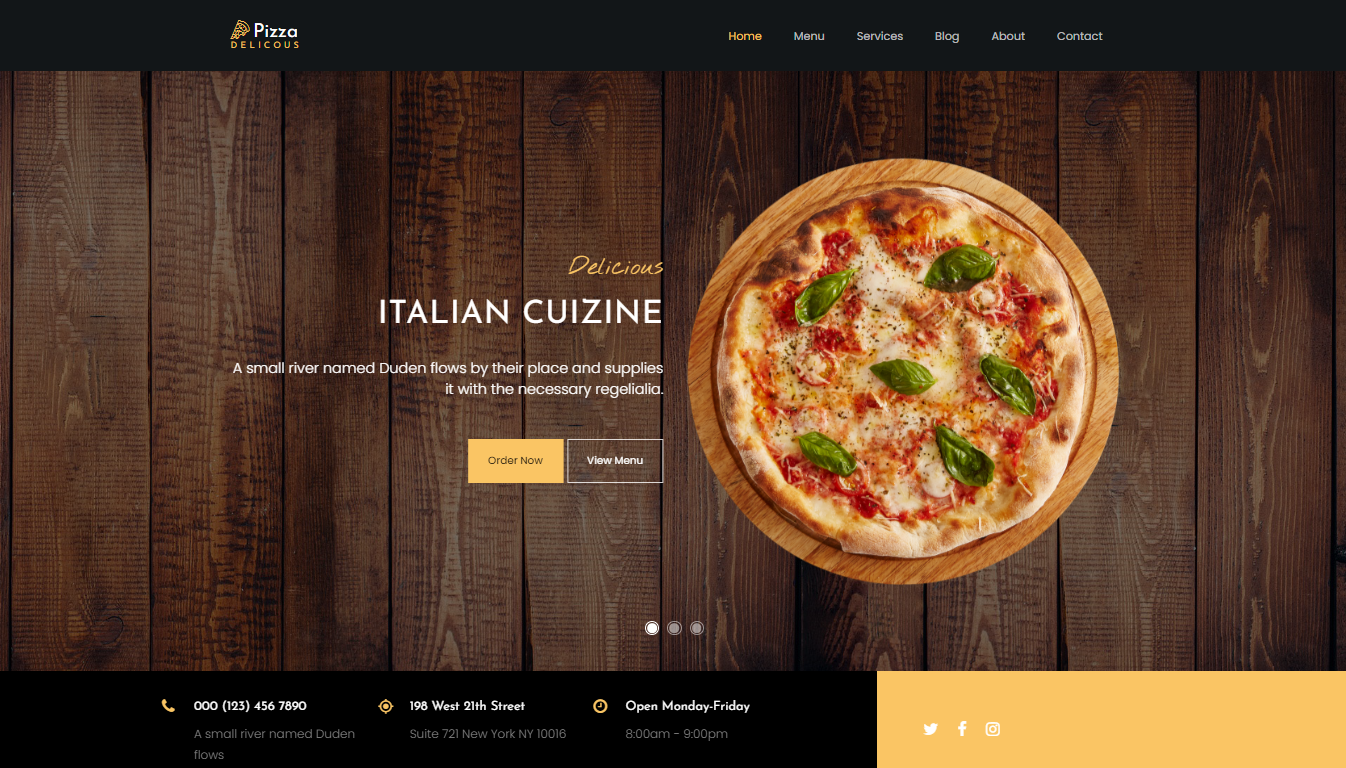 Pizza
DELICOUS
Home Menu Services Blog About Contact
Delicious
ITALIAN CUIZINE
A small river named Duden flows by their place and supplies
it with the necessary regelialia.
Order Now View Menu
000 (123) 456 7890
A small river named Duden
flows
198 West 21th Street
Suite 721 New York NY 10016
Open Monday-Friday
8:00am - 9:00pm